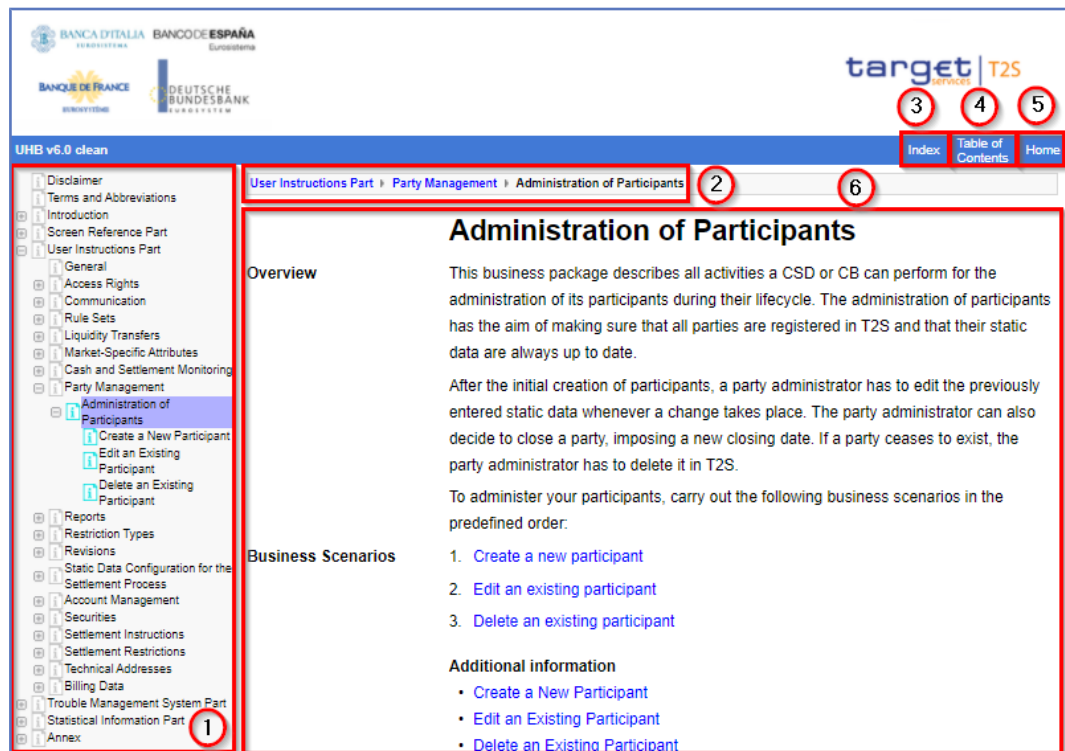 BANCA D'ITALIA
EUROSISTEMA
BANCODEESPAÑA
Eurosistema
BANQUE DE FRANCE
EUROSYSTÈME
DEUTSCHE
BUNDESBANK
EUROSYSTEM
target | T2S
services
3
4
5
UHB v6.0 clean
Index
Table of
Contents
Home
Disclaimer
Terms and Abbreviations
Introduction
Screen Reference Part
User Instructions Part
General
Access Rights
Communication
Rule Sets
Liquidity Transfers
Market-Specific Attributes
Cash and Settlement Monitoring
Party Management
Administration of
Participants
Create a New Participant
Edit an Existing
Participant
Delete an Existing
Participant
Reports
Restriction Types
Revisions
Static Data Configuration for the
Settlement Process
Account Management
Securities
Settlement Instructions
Settlement Restrictions
Technical Addresses
Billing Data
Trouble Management System Part
Statistical Information Part
Annex
1
User Instructions Part Party Management Administration of Participants
2
6
Administration of Participants
Overview
This business package describes all activities a CSD or CB can perform for the
administration of its participants during their lifecycle. The administration of participants
has the aim of making sure that all parties are registered in T2S and that their static
data are always up to date.
After the initial creation of participants, a party administrator has to edit the previously
entered static data whenever a change takes place. The party administrator can also
decide to close a party, imposing a new closing date. If a party ceases to exist, the
party administrator has to delete it in T2S.
To administer your participants, carry out the following business scenarios in the
predefined order:
Business Scenarios
1. Create a new participant
2. Edit an existing participant
3. Delete an existing participant
Additional information
• Create a New Participant
• Edit an Existing Participant
• Delete an Existing Participant